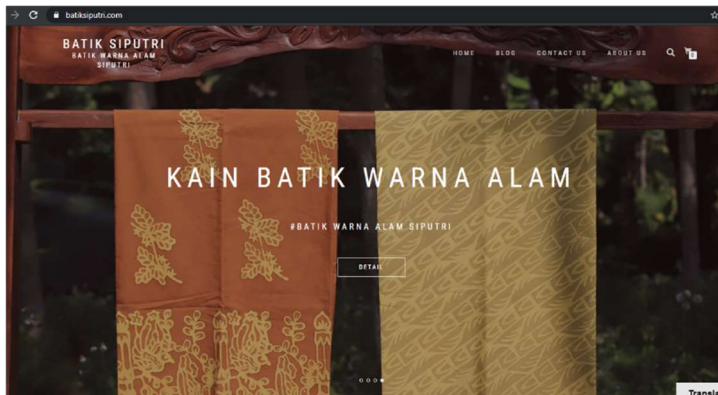 batiksiputri.com
BATIK SIPUTRI
BATIK WARNA ALAM
SIPUTRI
HOME BLOG CONTACT US ABOUT US
0
KAIN BATIK WARNA ALAM
#BATIK WARNA ALAM SIPUTRI
DETAIL